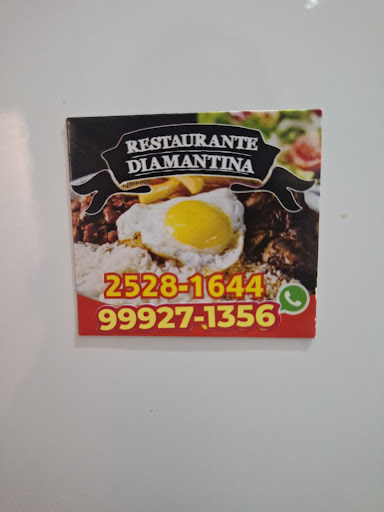 RESTAURANTE
DIAMANTINA
2528-1644
99927-1356